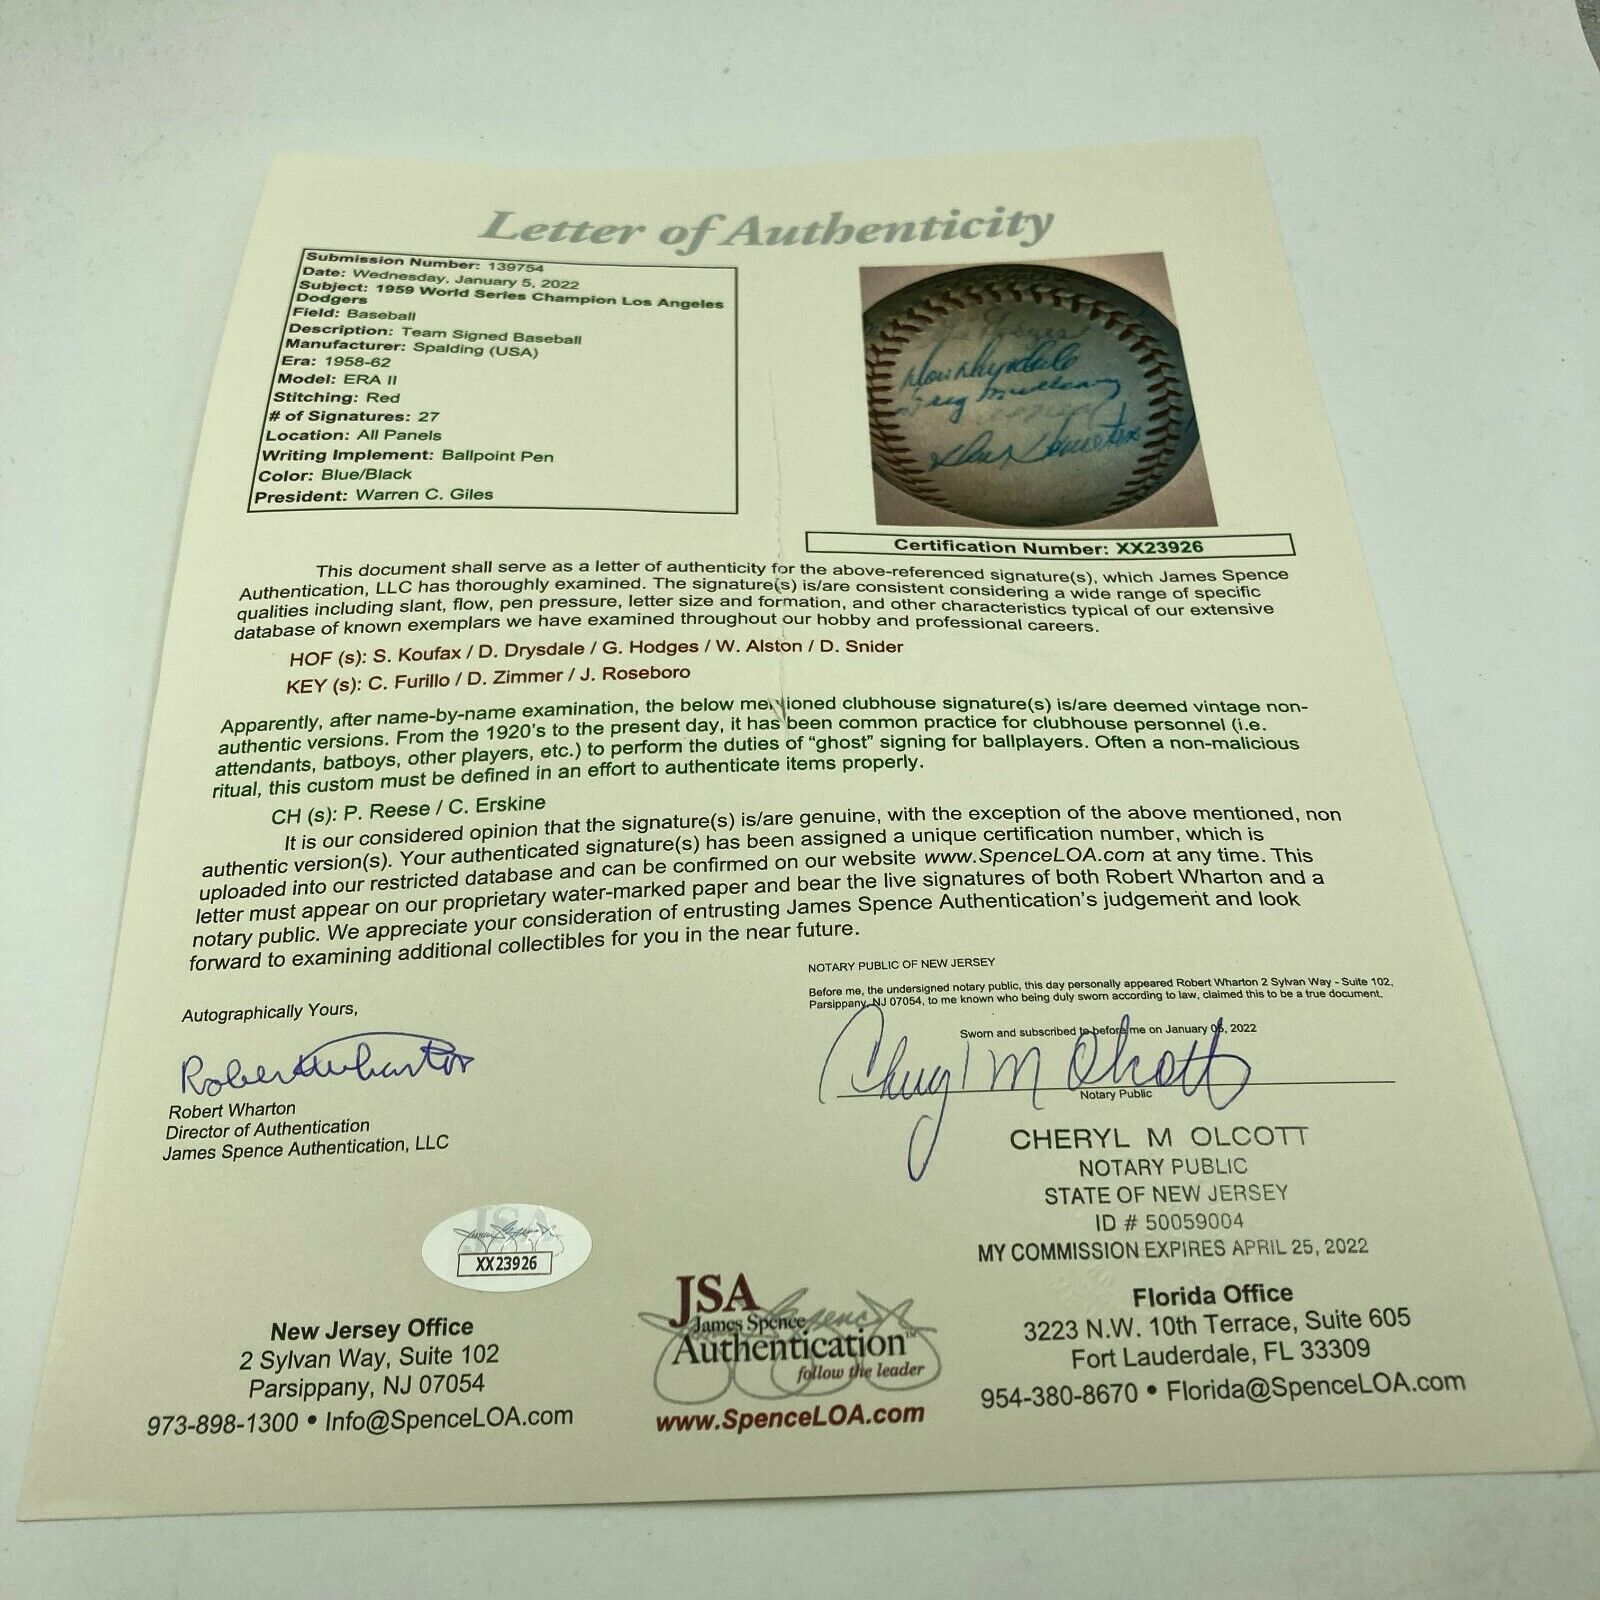 Letter of Authenticity
Submission Number: 139754
Date: Wednesday, January 5, 2022
Subject: 1959 World Series Champion Los Angeles
Dodgers
Field: Baseball
Description: Team Signed Baseball
Manufacturer: Spalding (USA)
Era: 1958-62
Model: ERA II
Stitching: Red
# of Signatures: 27
Location: All Panels
Writing Implement: Ballpoint Pen
Color: Blue/Black
President: Warren C. Giles
Don Drysdale
Certification Number: XX23926
This document shall serve as a letter of authenticity for the above-referenced signature(s), which James Spence
Authentication, LLC has thoroughly examined. The signature(s) is/are consistent considering a wide range of specific
qualities including slant, flow, pen pressure, letter size and formation, and other characteristics typical of our extensive
database of known exemplars we have examined throughout our hobby and professional careers.
HOF (s): S. Koufax / D. Drysdale / G. Hodges / W. Alston / D. Snider
KEY (s): C. Furillo / D. Zimmer / J. Roseboro
Apparently, after name-by-name examination, the below mentioned clubhouse signature(s) is/are deemed vintage non-
authentic versions. From the 1920's to the present day, it has been common practice for clubhouse personnel (i.e.
attendants, batboys, other players, etc.) to perform the duties of "ghost" signing for ballplayers. Often a non-malicious
ritual, this custom must be defined in an effort to authenticate items properly.
CH (s): P. Reese / C. Erskine
It is our considered opinion that the signature(s) is/are genuine, with the exception of the above mentioned, non
authentic version(s). Your authenticated signature(s) has been assigned a unique certification number, which is
uploaded into our restricted database and can be confirmed on our website www.SpenceLOA.com at any time. This
letter must appear on our proprietary water-marked paper and bear the live signatures of both Robert Wharton and a
notary public. We appreciate your consideration of entrusting James Spence Authentication's judgement and look
forward to examining additional collectibles for you in the near future.
NOTARY PUBLIC OF NEW JERSEY
Before me, the undersigned notary public, this day personally appeared Robert Wharton 2 Sylvan Way - Suite 102,
Parsippany, NJ 07054, to me known who being duly sworn according to law, claimed this to be a true document.
Sworn and subscribed to before me on January 05, 2022
Cheryl M Olcott
Notary Public
Autographically Yours,
Robert Wharton
Robert Wharton
Director of Authentication
James Spence Authentication, LLC
CHERYL M OLCOTT
NOTARY PUBLIC
STATE OF NEW JERSEY
ID # 50059004
MY COMMISSION EXPIRES APRIL 25, 2022
JSA
XX23926
New Jersey Office
2 Sylvan Way, Suite 102
Parsippany, NJ 07054
973-898-1300 • Info@SpenceLOA.com
JSA
James Spence
Authentication™
follow the leader
www.SpenceLOA.com
Florida Office
3223 N.W. 10th Terrace, Suite 605
Fort Lauderdale, FL 33309
954-380-8670 • Florida@SpenceLOA.com